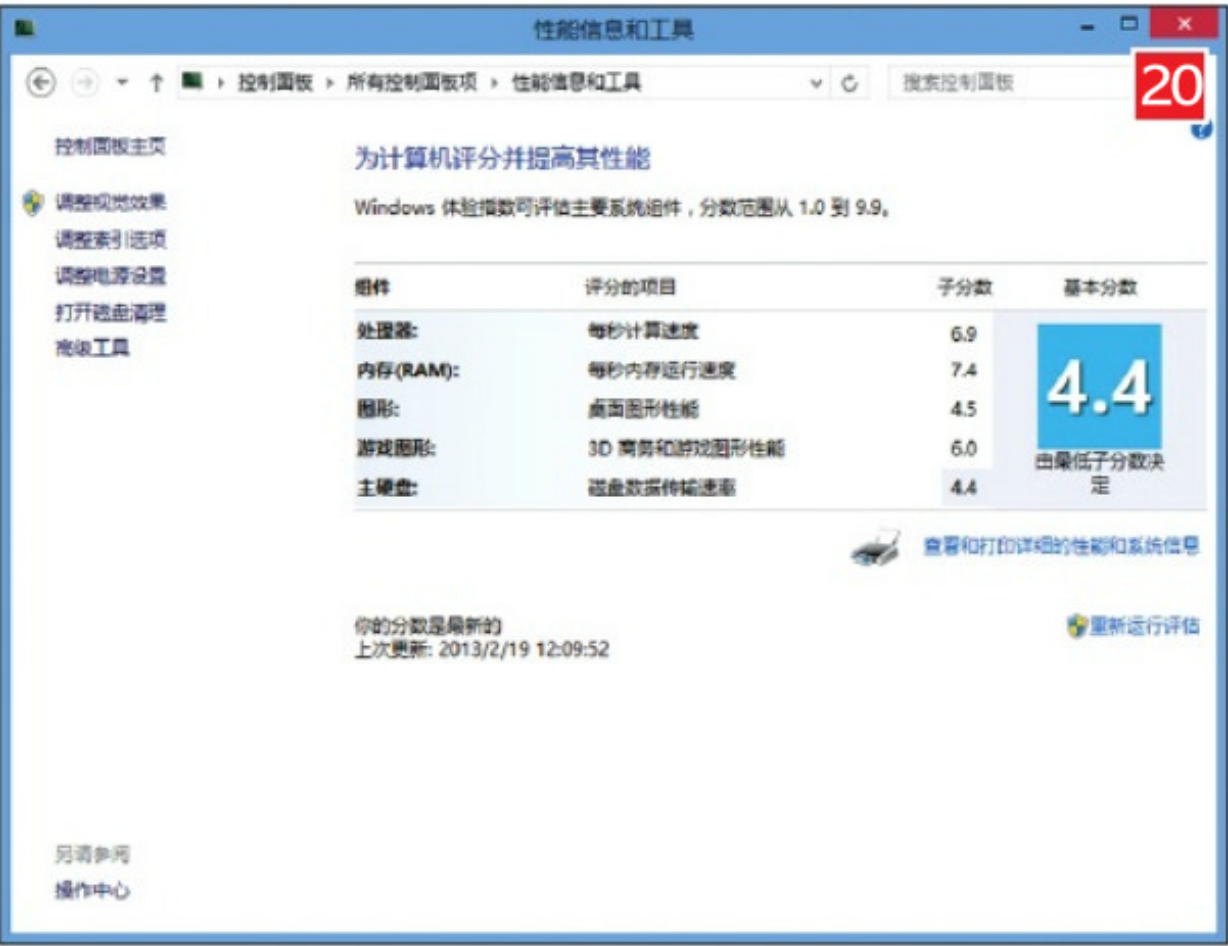 性能信息和工具
控制面板 所有控制面板项 性能信息和工具
搜索控制面板
20
控制面板主页
调整视觉效果
调整索引选项
调整电源设置
打开磁盘清理
高级工具
为计算机评分并提高其性能
Windows 体验指数可评估主要系统组件，分数范围从 1.0 到 9.9。
组件 评分的项目 子分数 基本分数
处理器: 每秒计算速度 6.9
内存(RAM): 每秒内存运行速度 7.4
图形: 桌面图形性能 4.5
游戏图形: 3D 商务和游戏图形性能 6.0
主硬盘: 磁盘数据传输速率 4.4
4.4
由最低子分数决
定
查看和打印详细的性能和系统信息
你的分数是最新的
上次更新: 2013/2/19 12:09:52
重新运行评估
另请参阅
操作中心